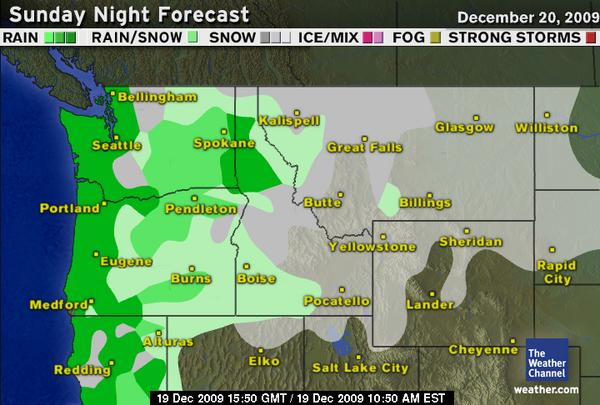 Sunday Night Forecast
December 20, 2009
RAIN RAIN/SNOW SNOW ICE/MIX FOG STRONG STORMS
Bellingham
Kalispell
Glasgow
Williston
Seattle
Spokane
Great Falls
Portland
Pendleton
Butte
Billings
Yellowstone
Sheridan
Eugene
Burns
Boise
Rapid
City
Medford
Pocatello
Lander
Alturas
Redding
Elko
Salt Lake City
Cheyenne
The
Weather
Channel
weather.com
19 Dec 2009 15:50 GMT / 19 Dec 2009 10:50 AM EST